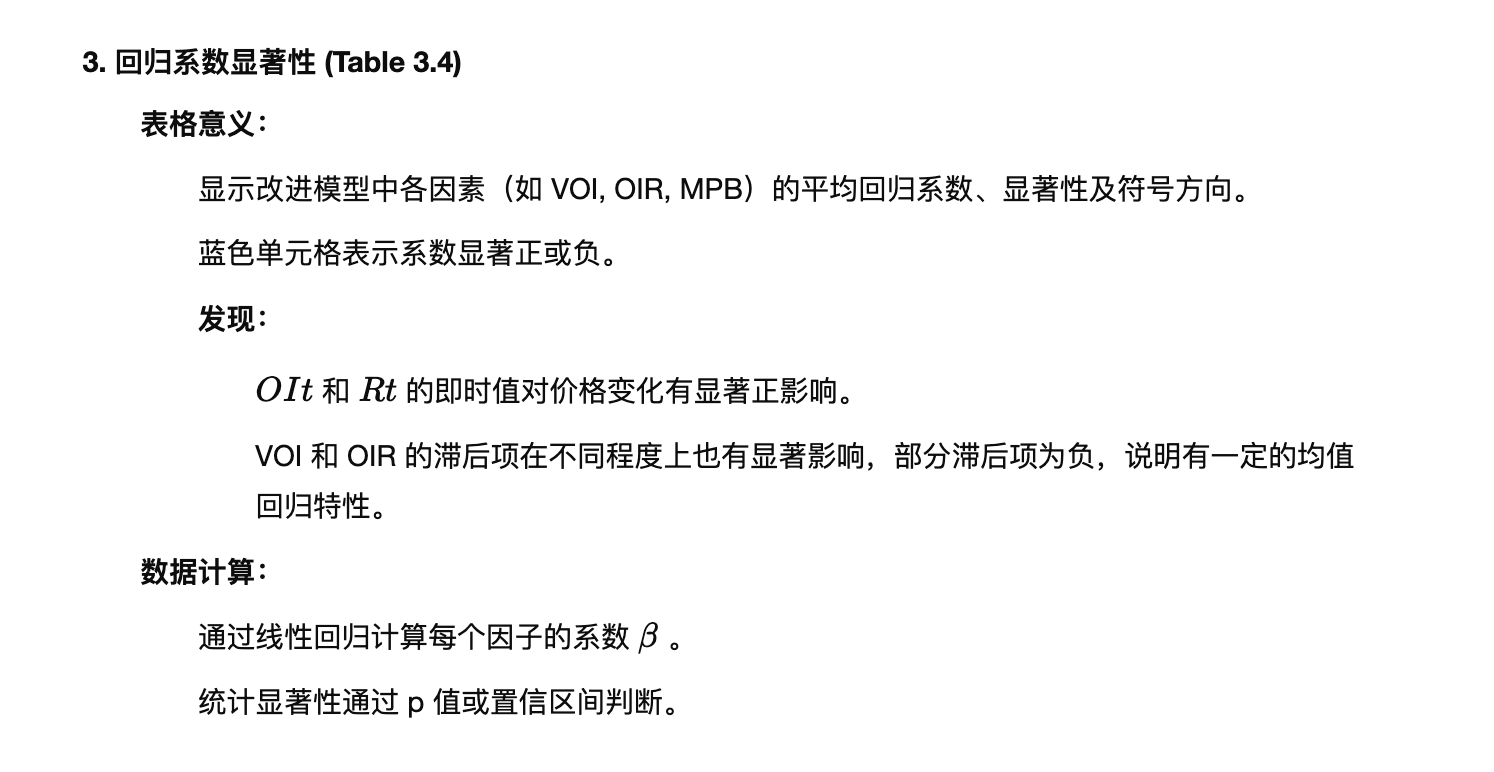 3. 回归系数显著性 (Table 3.4)
表格意义：
显示改进模型中各因素（如 VOI, OIR, MPB）的平均回归系数、显著性及符号方向。
蓝色单元格表示系数显著正或负。
发现：
OIt 和 Rt 的即时值对价格变化有显著正影响。
VOI 和 OIR 的滞后项在不同程度上也有显著影响，部分滞后项为负，说明有一定的均值
回归特性。
数据计算：
通过线性回归计算每个因子的系数 β 。
统计显著性通过 p 值或置信区间判断。